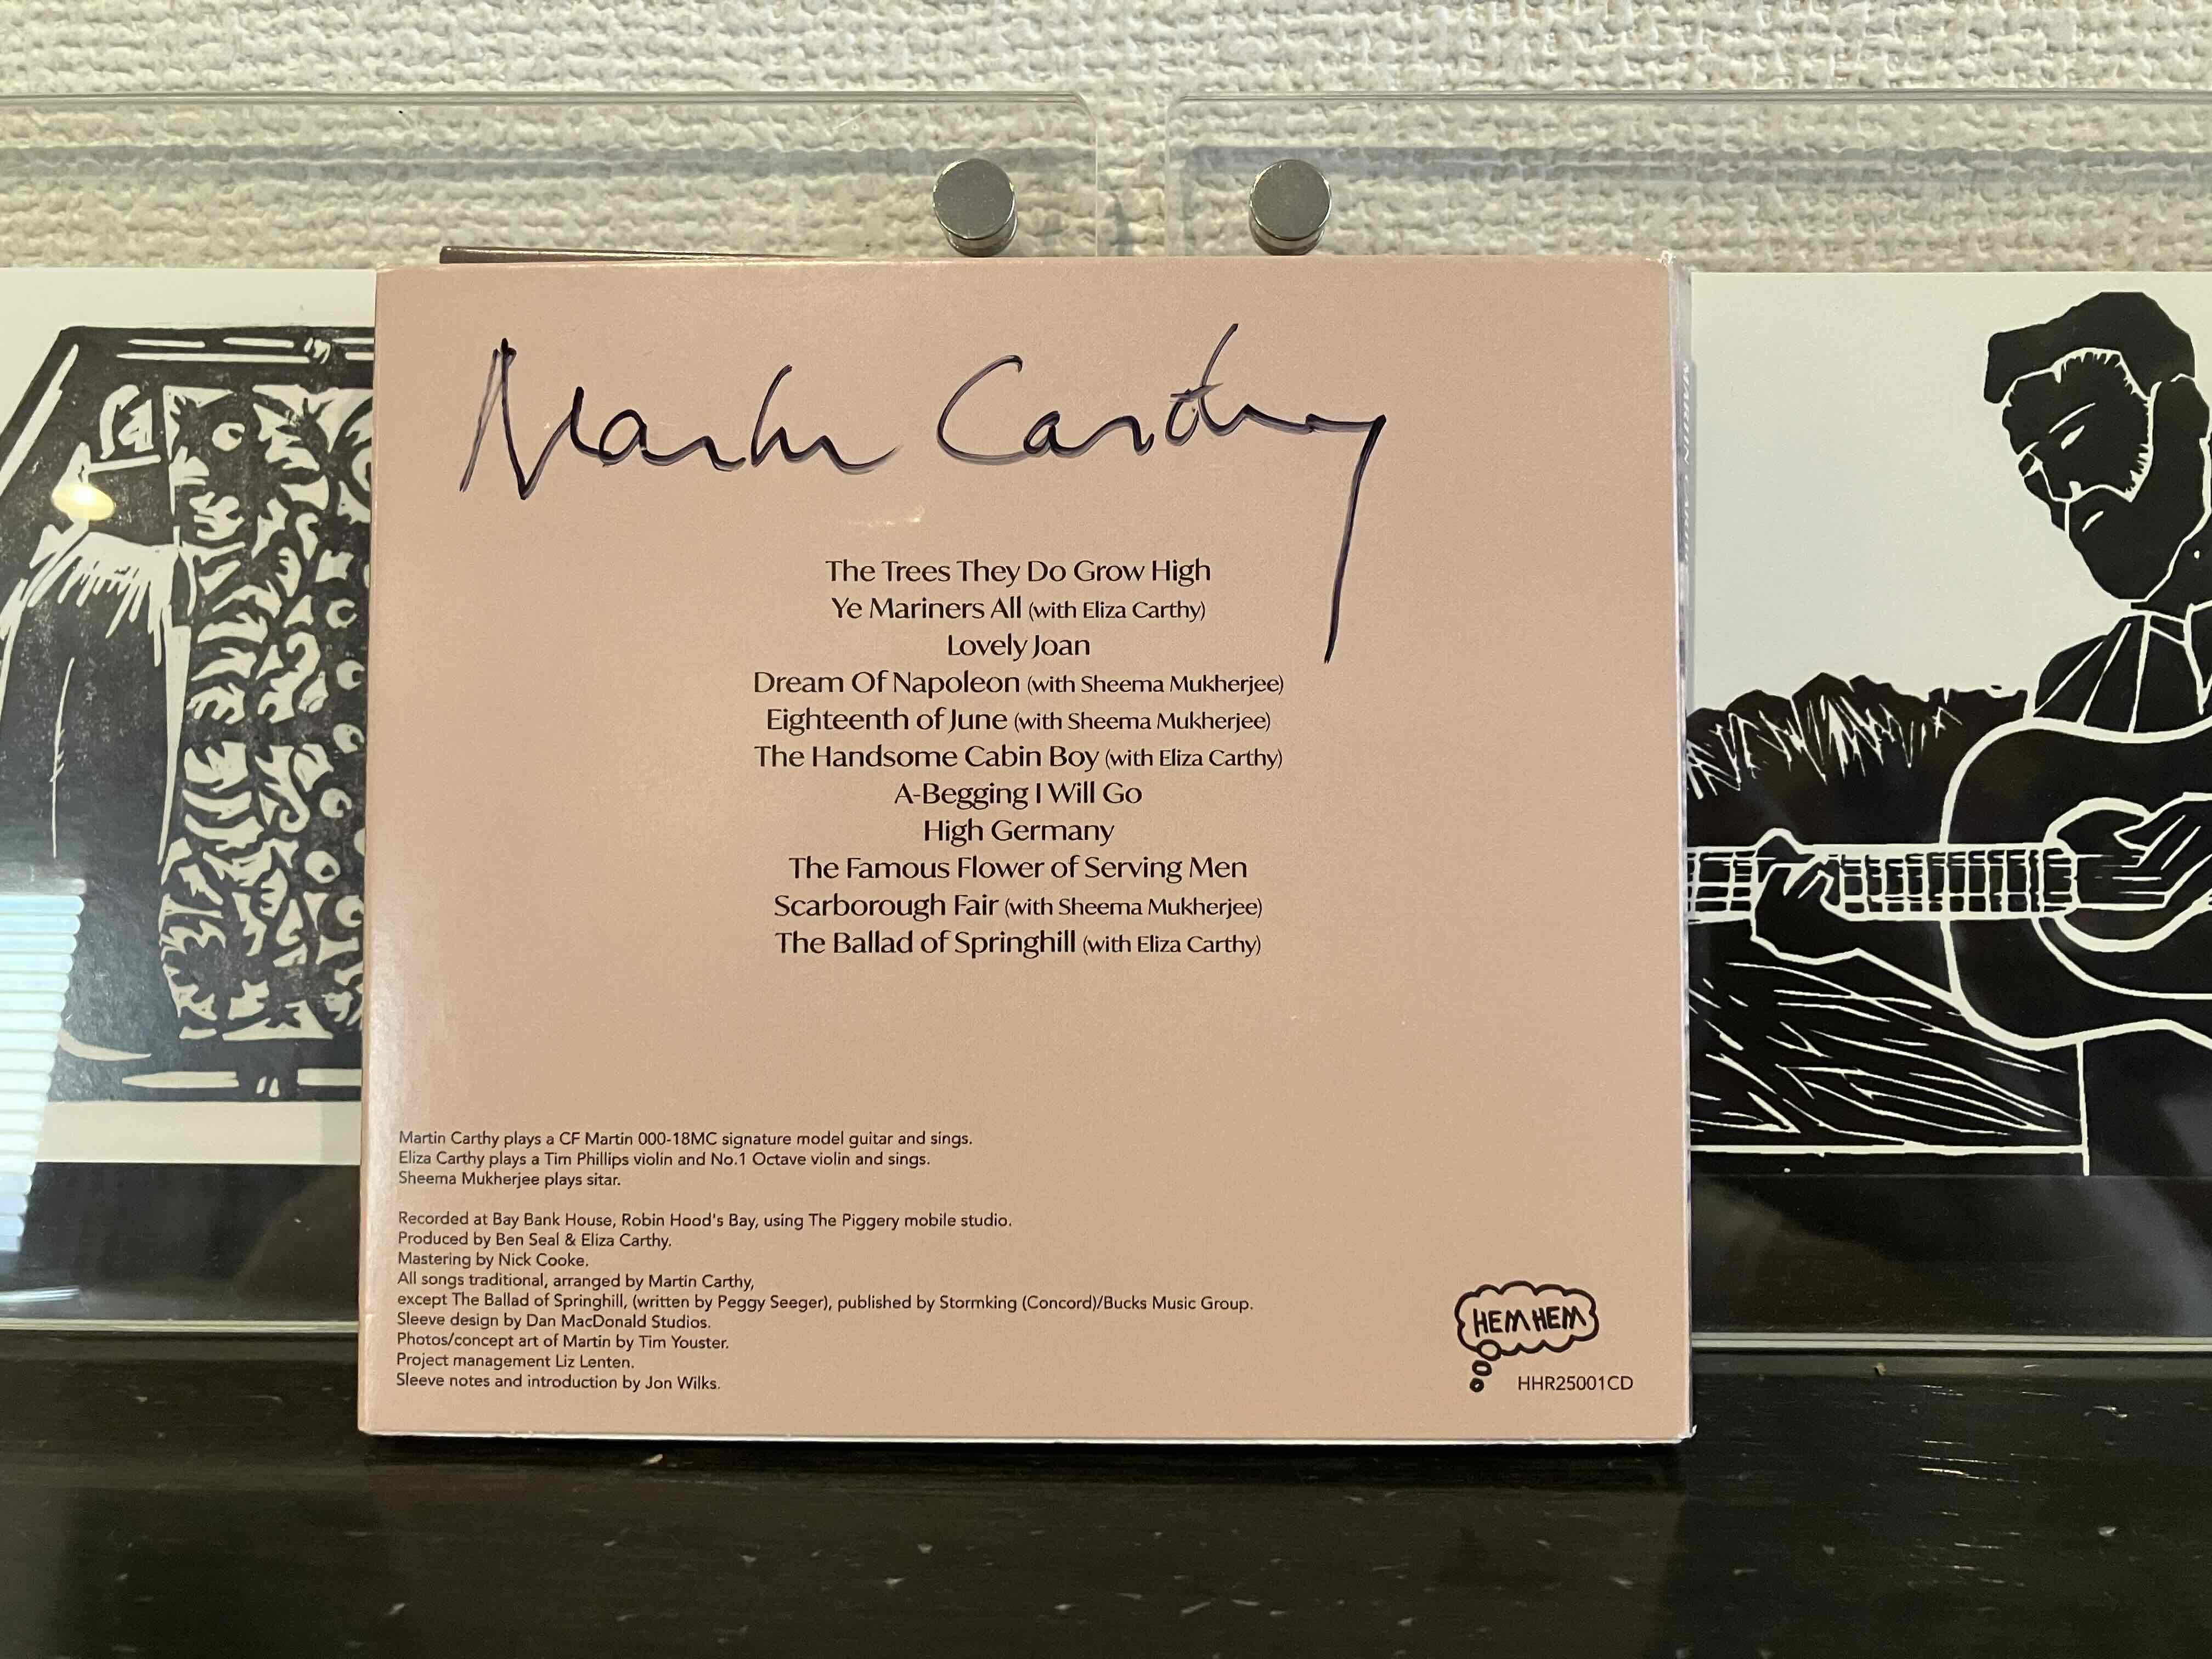 Martin Carthy
The Trees They Do Grow High
Ye Mariners All (with Eliza Carthy)
Lovely Joan
Dream Of Napoleon (with Sheema Mukherjee)
Eighteenth of June (with Sheema Mukherjee)
The Handsome Cabin Boy (with Eliza Carthy)
A-Begging I Will Go
High Germany
The Famous Flower of Serving Men
Scarborough Fair (with Sheema Mukherjee)
The Ballad of Springhill (with Eliza Carthy)
Martin Carthy plays a CF Martin 000-18MC signature model guitar and sings.
Eliza Carthy plays a Tim Phillips violin and No.1 Octave violin and sings.
Sheema Mukherjee plays sitar.
Recorded at Bay Bank House, Robin Hood's Bay, using The Piggery mobile studio.
Produced by Ben Seal & Eliza Carthy.
Mastering by Nick Cooke.
All songs traditional, arranged by Martin Carthy,
except The Ballad of Springhill, (written by Peggy Seeger), published by Stormking (Concord)/Bucks Music Group.
Sleeve design by Dan MacDonald Studios.
Photos/concept art of Martin by Tim Youster.
Project management Liz Lenten.
Sleeve notes and introduction by Jon Wilks.
HEM HEM
HHR25001CD